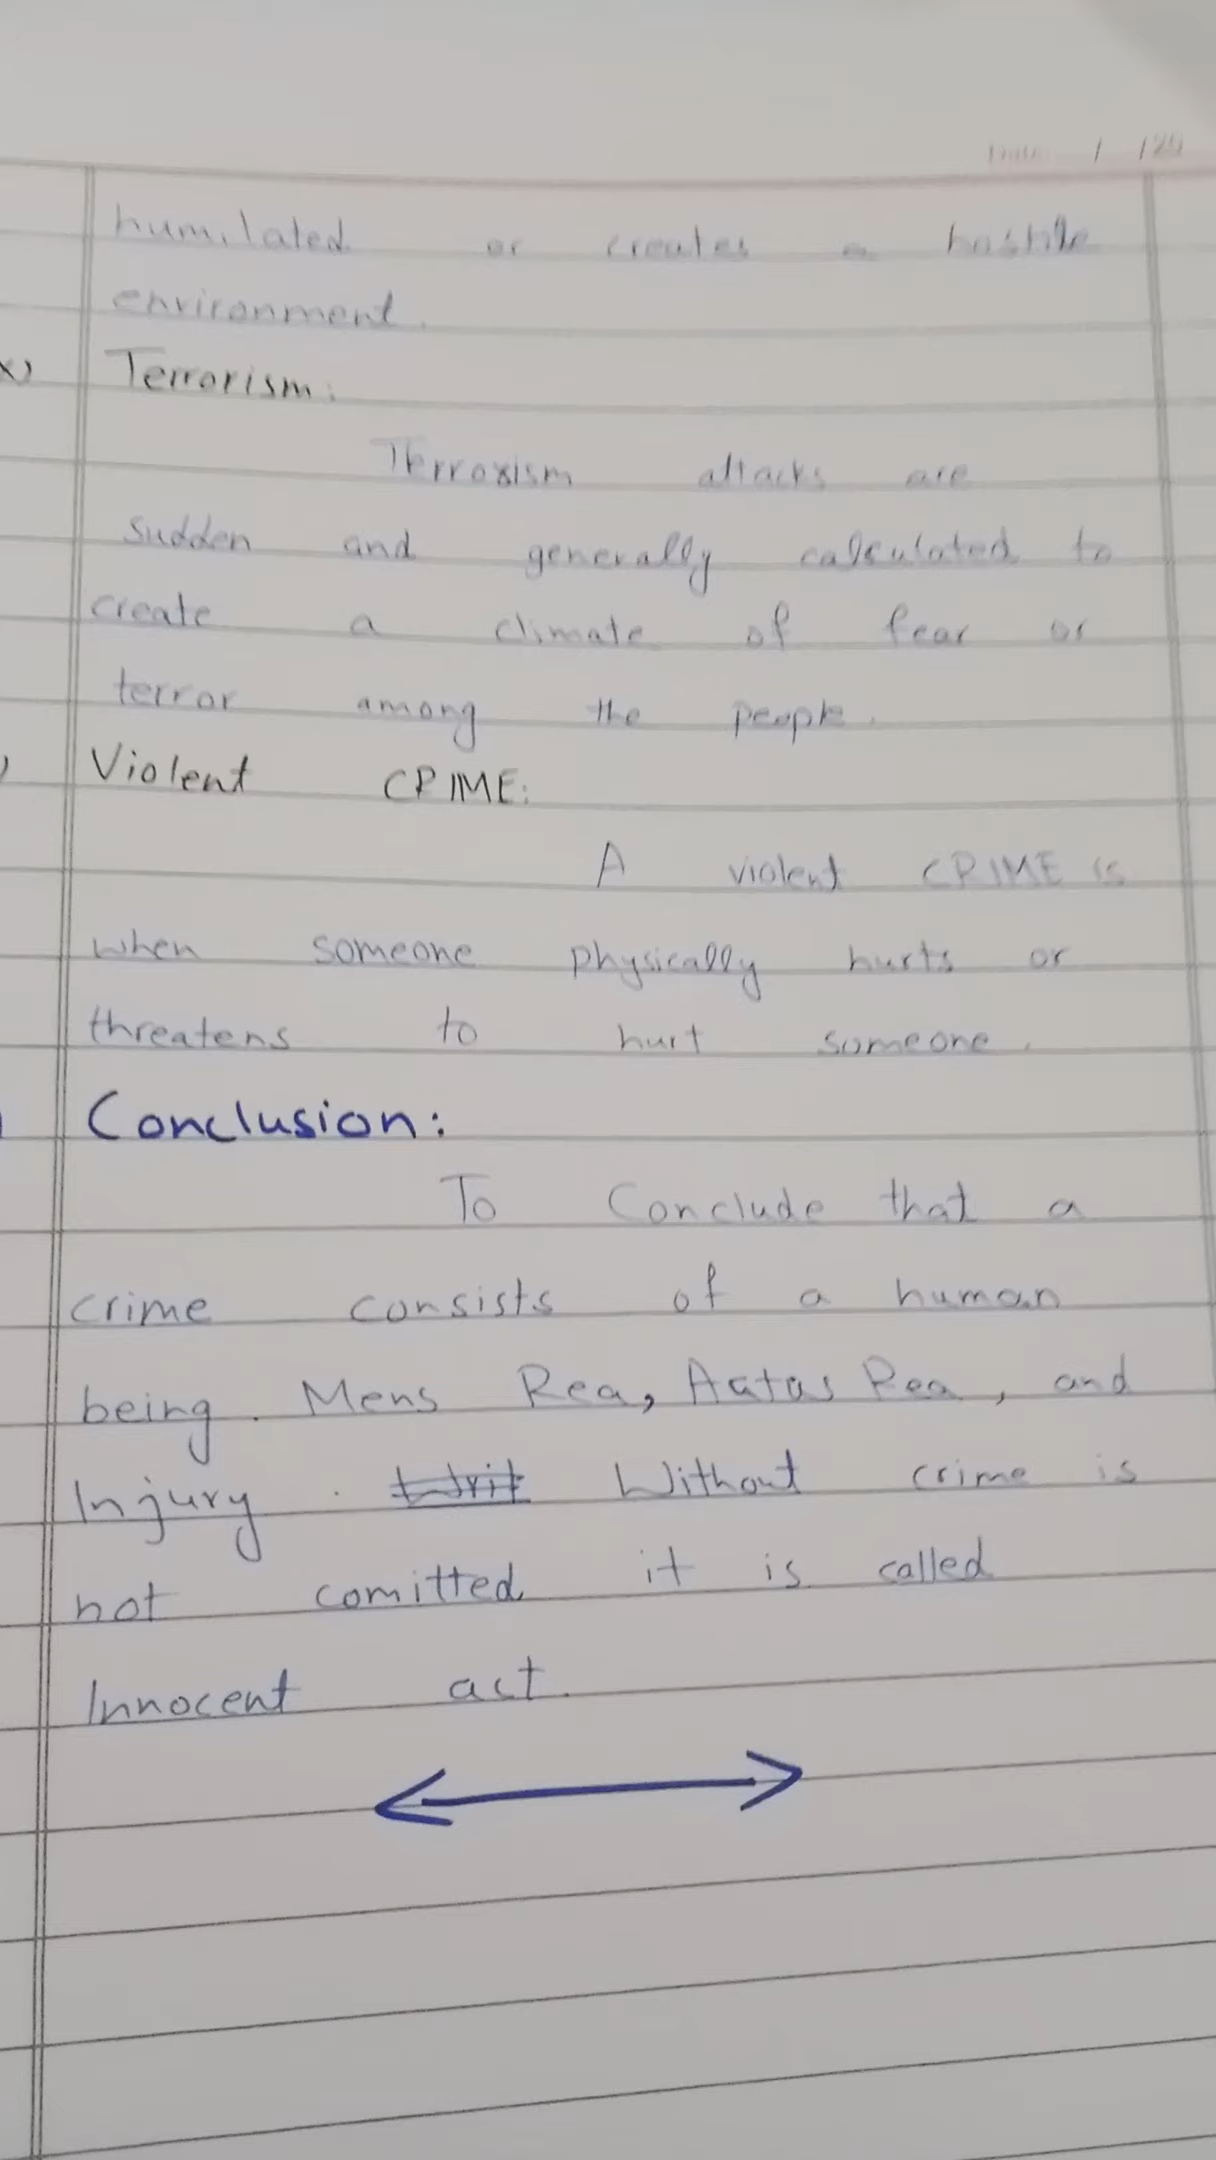 Date: / /20
humilated or creates a hostile
environment.
x) Terrorism:
Terroxism attacks are
sudden and generally calculated to
create a climate of fear or
terror among the people.
) Violent CRIME:
A violent CRIME is
when someone physically hurts or
threatens to hurt someone.
Conclusion:
To Conclude that a
crime consists of a human
being. Mens Rea, Aatus Rea, and
Injury. Without crime is
not comitted it is called
Innocent act.